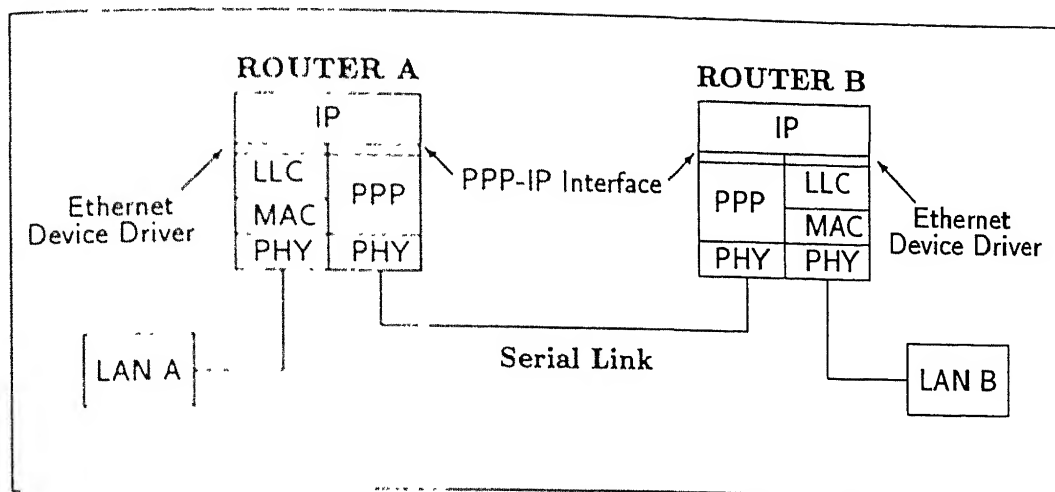 ROUTER A
ROUTER B
IP
IP
LLC
MAC
PHY
PPP
PHY
PPP-IP Interface
PPP
PHY
LLC
MAC
PHY
Ethernet
Device Driver
Ethernet
Device Driver
Serial Link
LAN A
LAN B